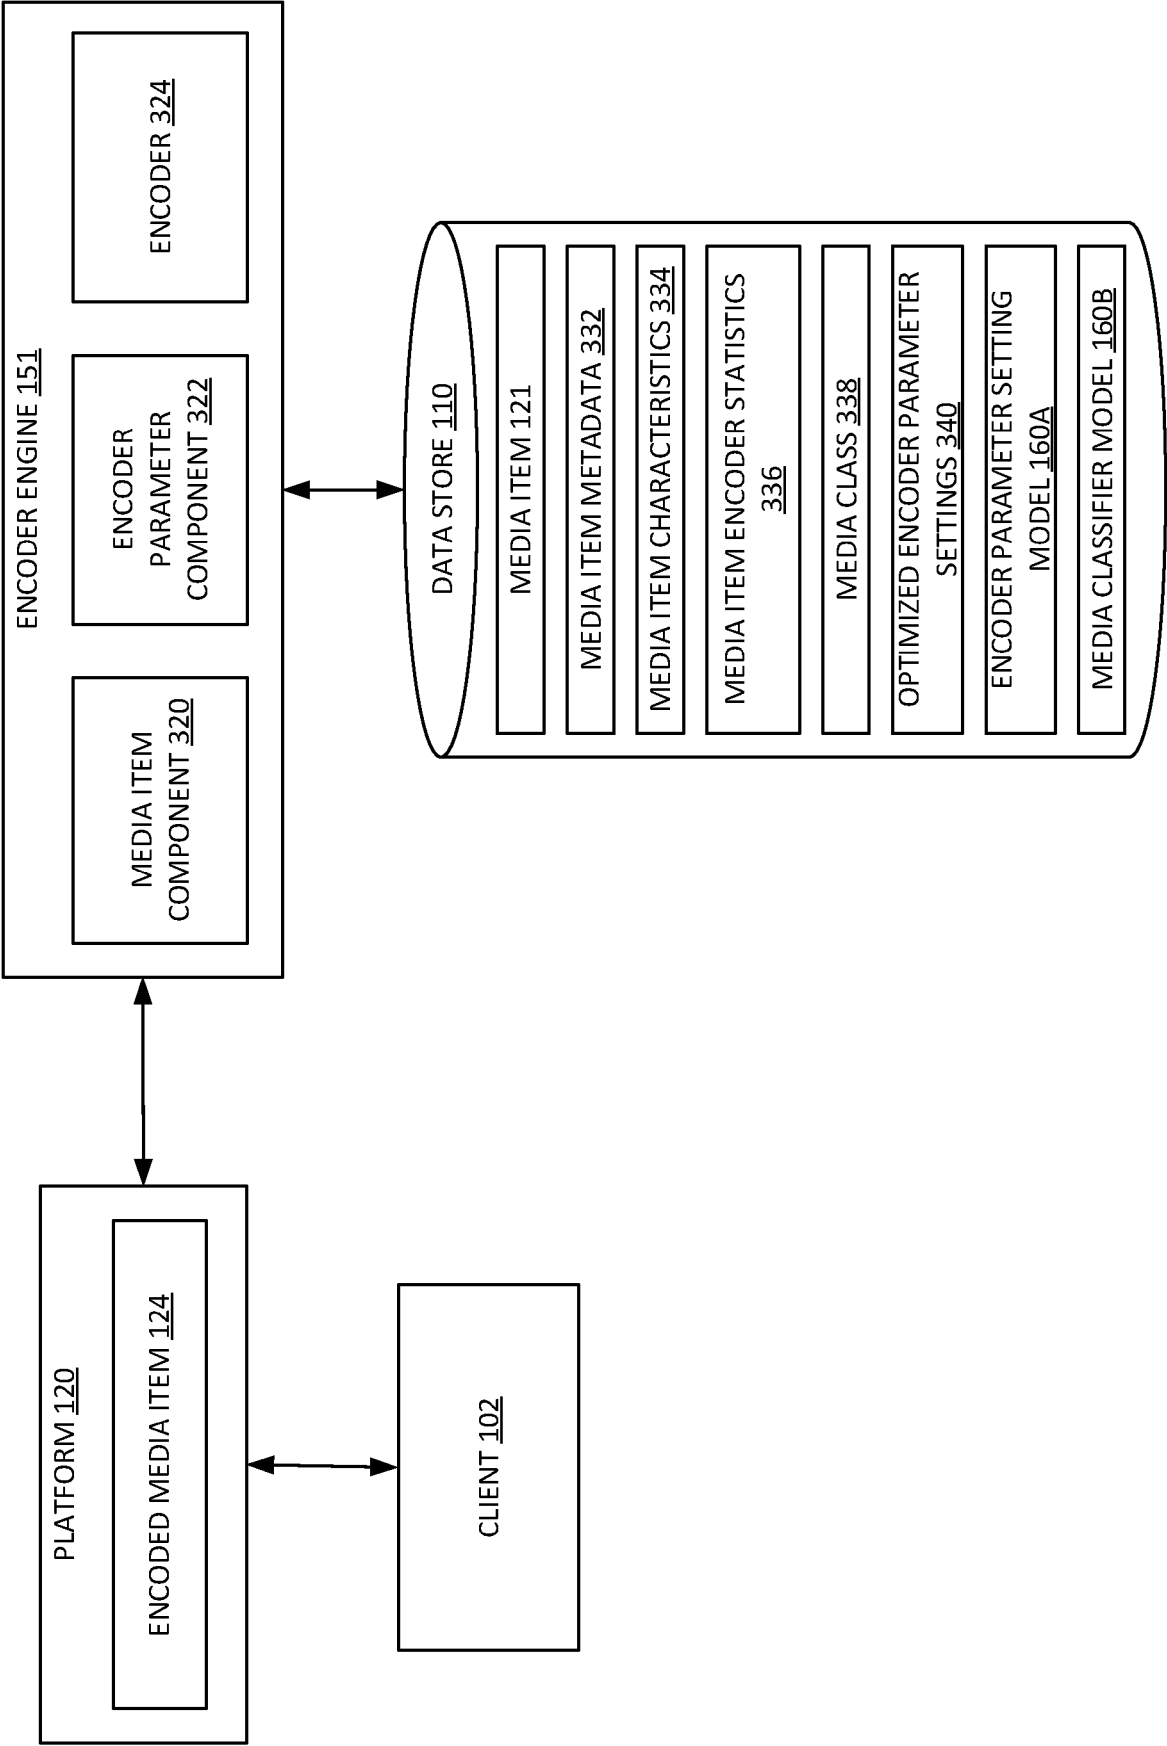 PLATFORM 120
ENCODED MEDIA ITEM 124
CLIENT 102
ENCODER ENGINE 151
MEDIA ITEM
COMPONENT 320
ENCODER
PARAMETER
COMPONENT 322
ENCODER 324
DATA STORE 110
MEDIA ITEM 121
MEDIA ITEM METADATA 332
MEDIA ITEM CHARACTERISTICS 334
MEDIA ITEM ENCODER STATISTICS
336
MEDIA CLASS 338
OPTIMIZED ENCODER PARAMETER
SETTINGS 340
ENCODER PARAMETER SETTING
MODEL 160A
MEDIA CLASSIFIER MODEL 160B